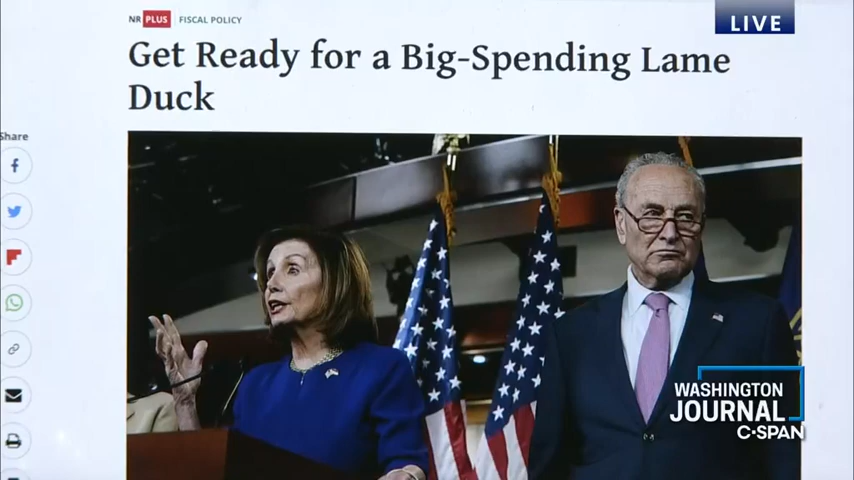 NR PLUS FISCAL POLICY
LIVE
Get Ready for a Big-Spending Lame
Duck
Share
WASHINGTON
JOURNAL
C-SPAN